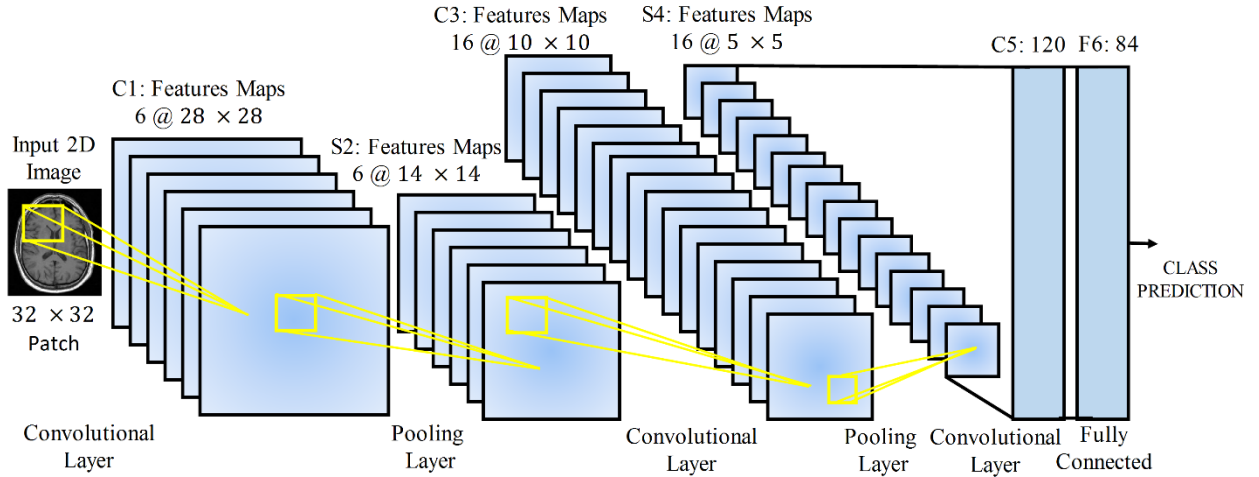 Input 2D
Image
32 × 32
Patch
C1: Features Maps
6 @ 28 × 28
S2: Features Maps
6 @ 14 × 14
C3: Features Maps
16 @ 10 × 10
S4: Features Maps
16 @ 5 × 5
C5: 120
F6: 84
CLASS
PREDICTION
Convolutional
Layer
Pooling
Layer
Convolutional
Layer
Pooling
Layer
Convolutional
Layer
Fully
Connected